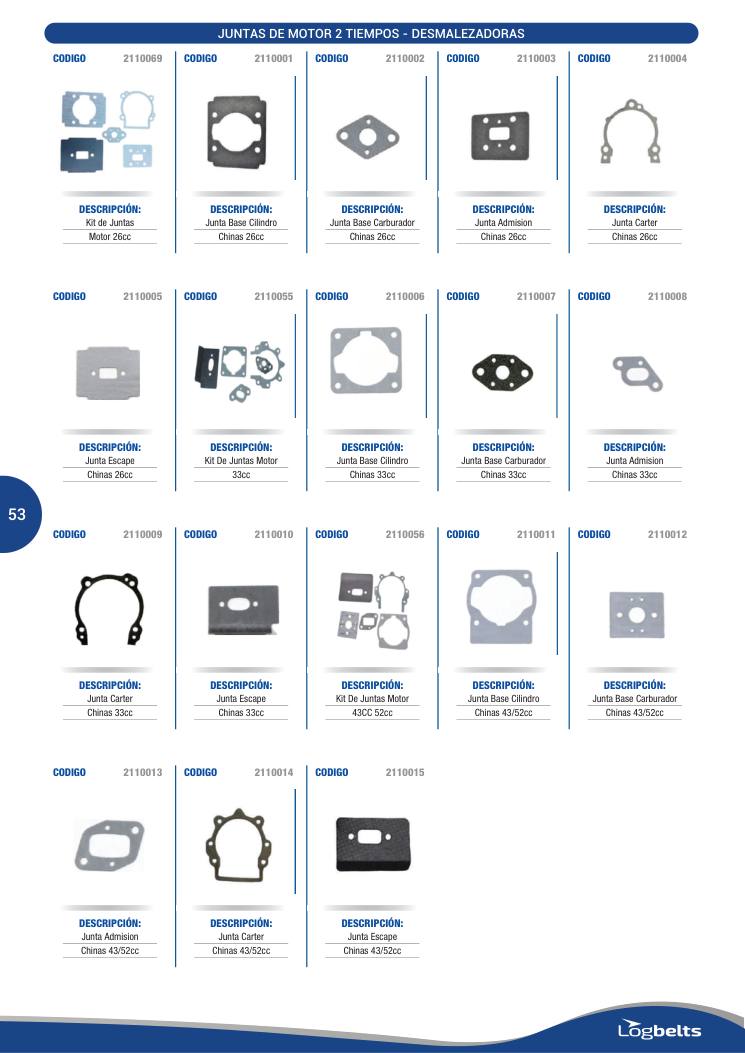 JUNTAS DE MOTOR 2 TIEMPOS - DESMALEZADORAS
CODIGO 2110069
DESCRIPCIÓN:
Kit de Juntas
Motor 26cc
CODIGO 2110001
DESCRIPCIÓN:
Junta Base Cilindro
Chinas 26cc
CODIGO 2110002
DESCRIPCIÓN:
Junta Base Carburador
Chinas 26cc
CODIGO 2110003
DESCRIPCIÓN:
Junta Admision
Chinas 26cc
CODIGO 2110004
DESCRIPCIÓN:
Junta Carter
Chinas 26cc
CODIGO 2110005
DESCRIPCIÓN:
Junta Escape
Chinas 26cc
CODIGO 2110055
DESCRIPCIÓN:
Kit De Juntas Motor
33cc
CODIGO 2110006
DESCRIPCIÓN:
Junta Base Cilindro
Chinas 33cc
CODIGO 2110007
DESCRIPCIÓN:
Junta Base Carburador
Chinas 33cc
CODIGO 2110008
DESCRIPCIÓN:
Junta Admision
Chinas 33cc
53
CODIGO 2110009
DESCRIPCIÓN:
Junta Carter
Chinas 33cc
CODIGO 2110010
DESCRIPCIÓN:
Junta Escape
Chinas 33cc
CODIGO 2110056
DESCRIPCIÓN:
Kit De Juntas Motor
43CC 52cc
CODIGO 2110011
DESCRIPCIÓN:
Junta Base Cilindro
Chinas 43/52cc
CODIGO 2110012
DESCRIPCIÓN:
Junta Base Carburador
Chinas 43/52cc
CODIGO 2110013
DESCRIPCIÓN:
Junta Admision
Chinas 43/52cc
CODIGO 2110014
DESCRIPCIÓN:
Junta Carter
Chinas 43/52cc
CODIGO 2110015
DESCRIPCIÓN:
Junta Escape
Chinas 43/52cc
Logbelts